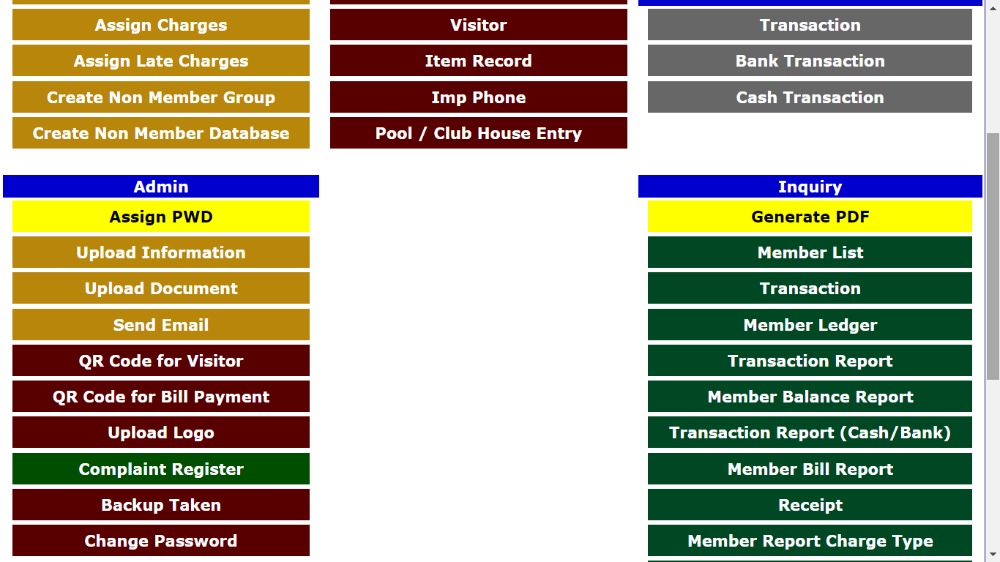 Assign Charges
Assign Late Charges
Create Non Member Group
Create Non Member Database
Visitor
Item Record
Imp Phone
Pool / Club House Entry
Transaction
Bank Transaction
Cash Transaction
Admin
Assign PWD
Upload Information
Upload Document
Send Email
QR Code for Visitor
QR Code for Bill Payment
Upload Logo
Complaint Register
Backup Taken
Change Password
Inquiry
Generate PDF
Member List
Transaction
Member Ledger
Transaction Report
Member Balance Report
Transaction Report (Cash/Bank)
Member Bill Report
Receipt
Member Report Charge Type